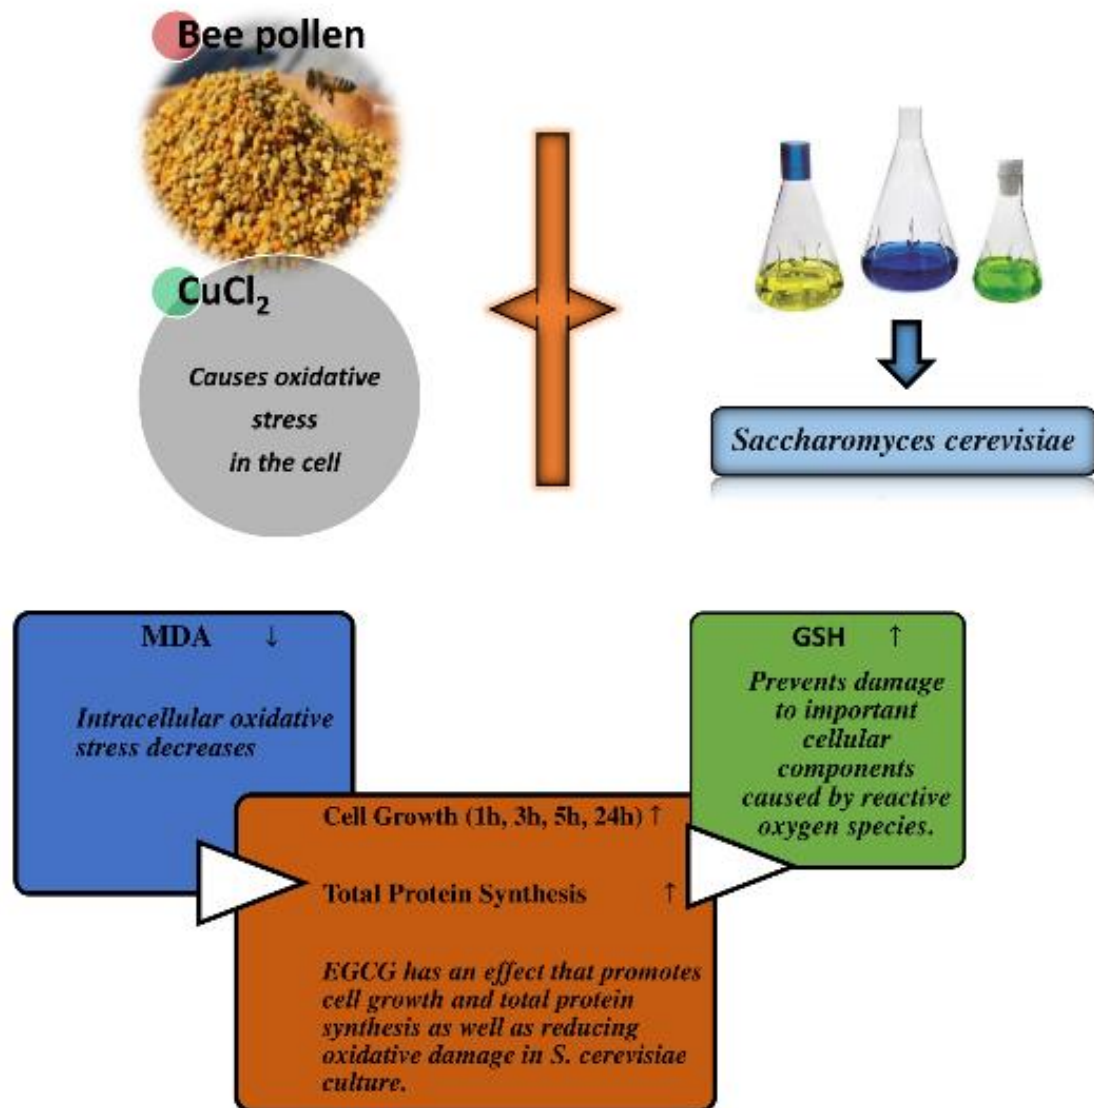 Bee pollen
CuCl₂
Causes oxidative
stress
in the cell
Saccharomyces cerevisiae
MDA ↓
Intracellular oxidative
stress decreases
Cell Growth (1h, 3h, 5h, 24h) ↑
Total Protein Synthesis ↑
EGCG has an effect that promotes
cell growth and total protein
synthesis as well as reducing
oxidative damage in S. cerevisiae
culture.
GSH ↑
Prevents damage
to important
cellular
components
caused by reactive
oxygen species.